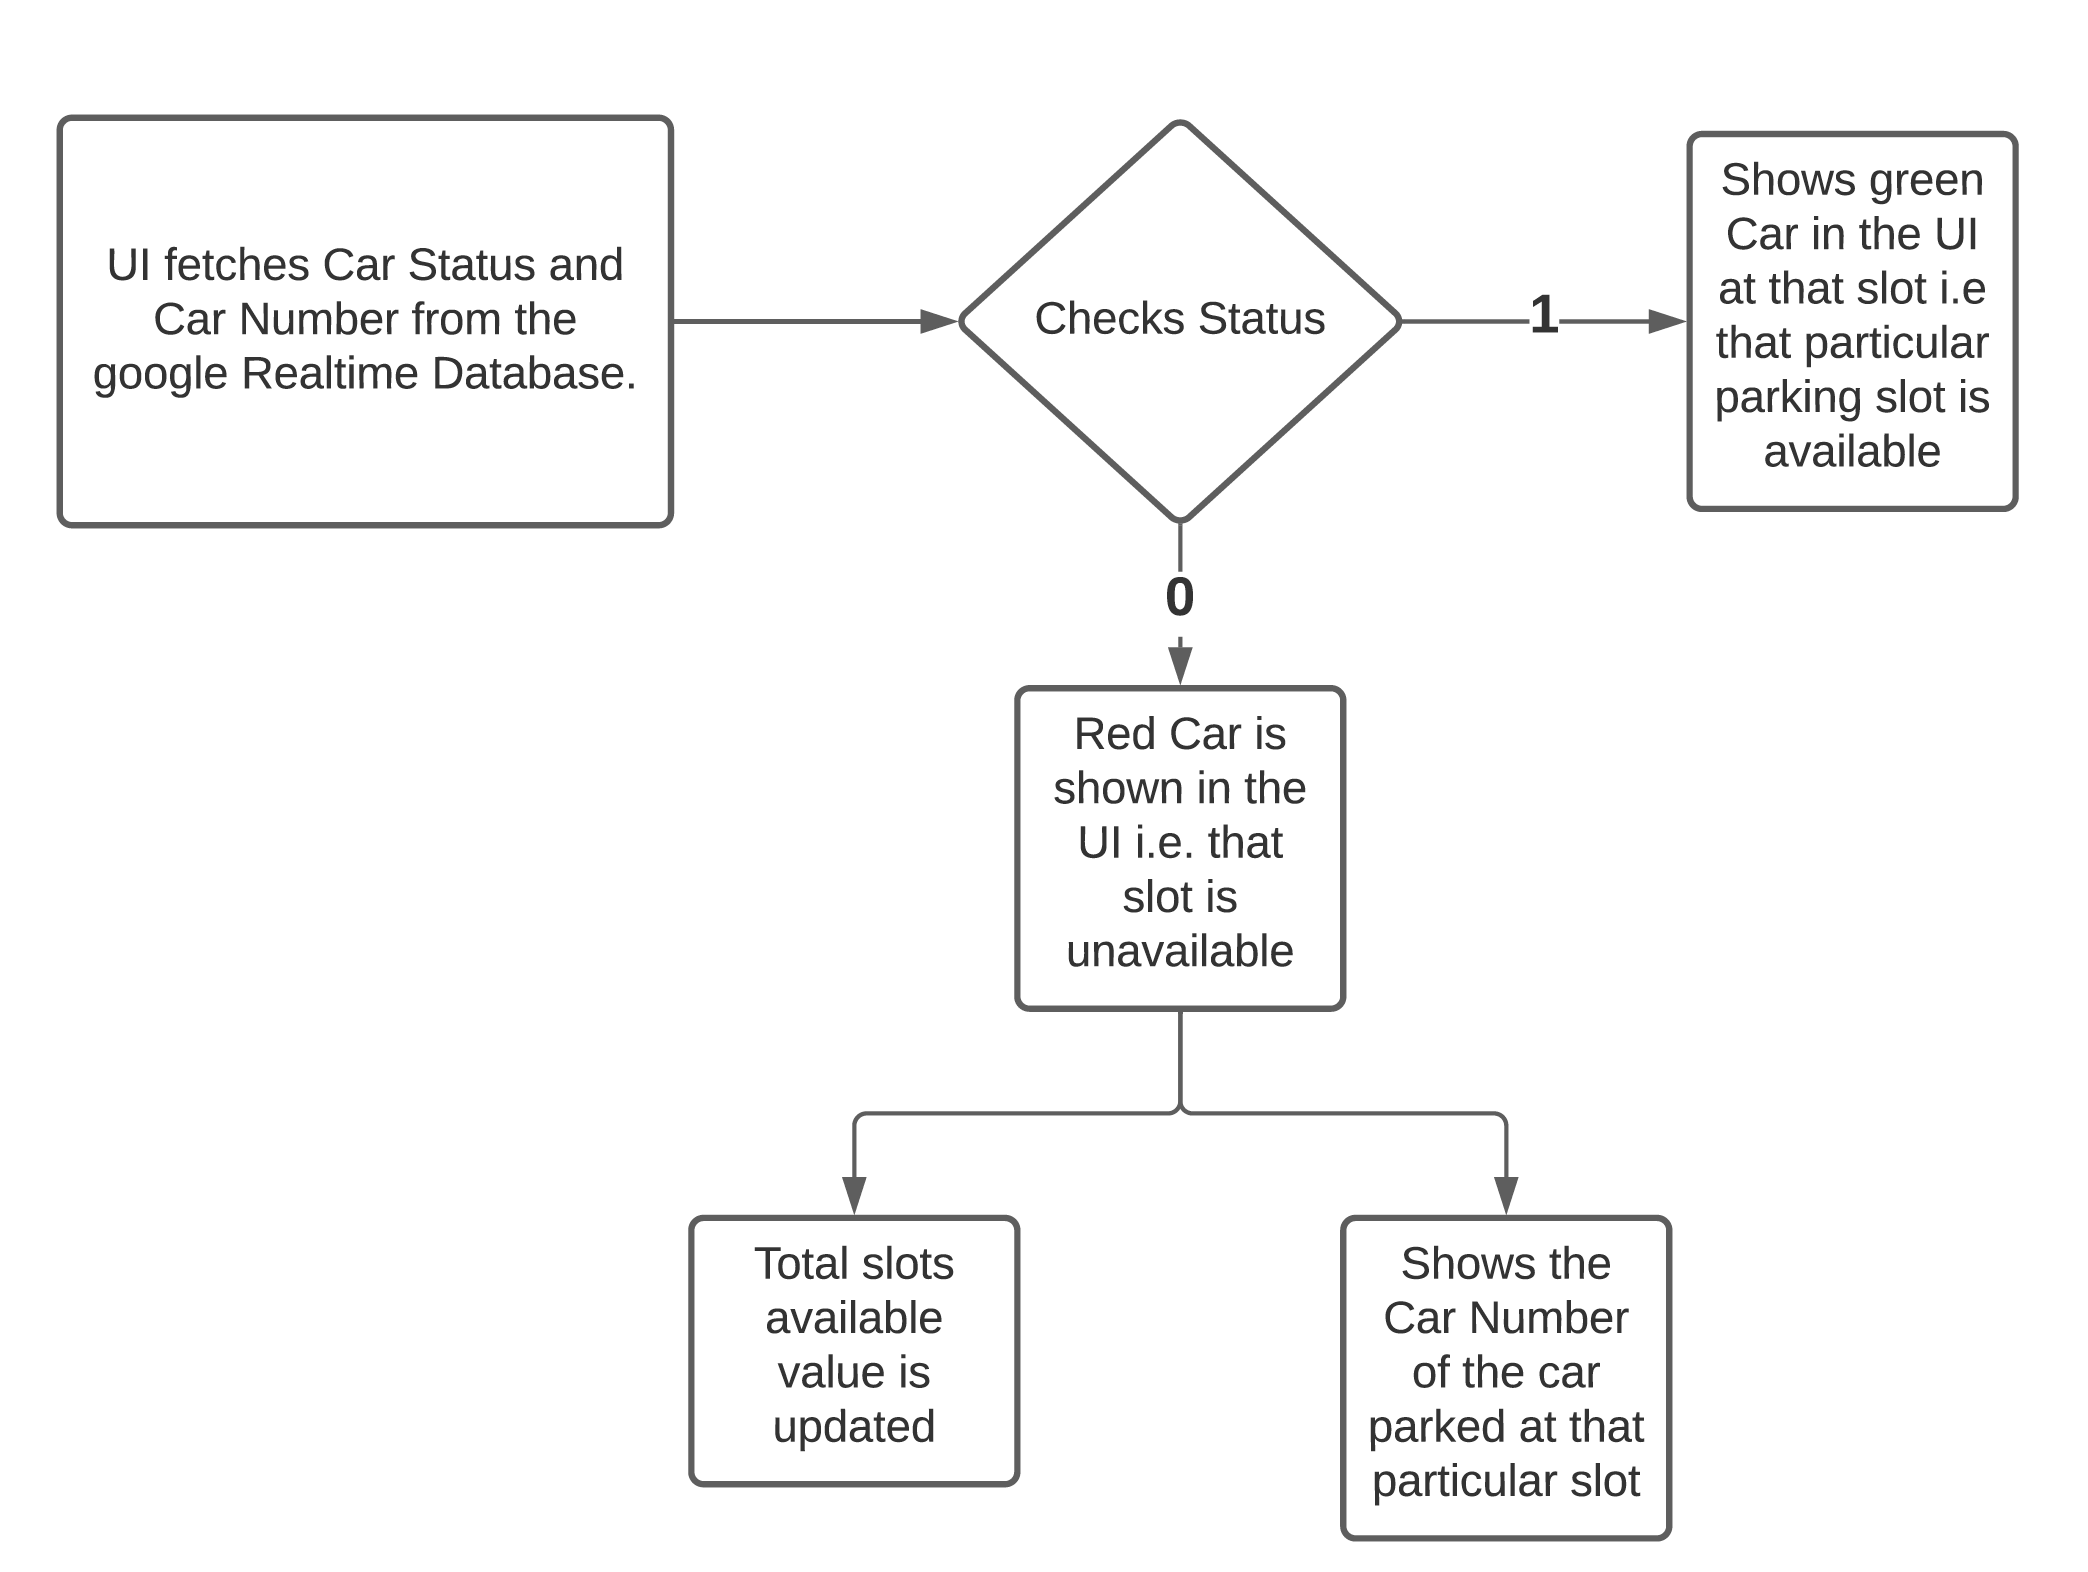 UI fetches Car Status and
Car Number from the
google Realtime Database.
Checks Status
1
Shows green
Car in the UI
at that slot i.e
that particular
parking slot is
available
0
Red Car is
shown in the
UI i.e. that
slot is
unavailable
Total slots
available
value is
updated
Shows the
Car Number
of the car
parked at that
particular slot